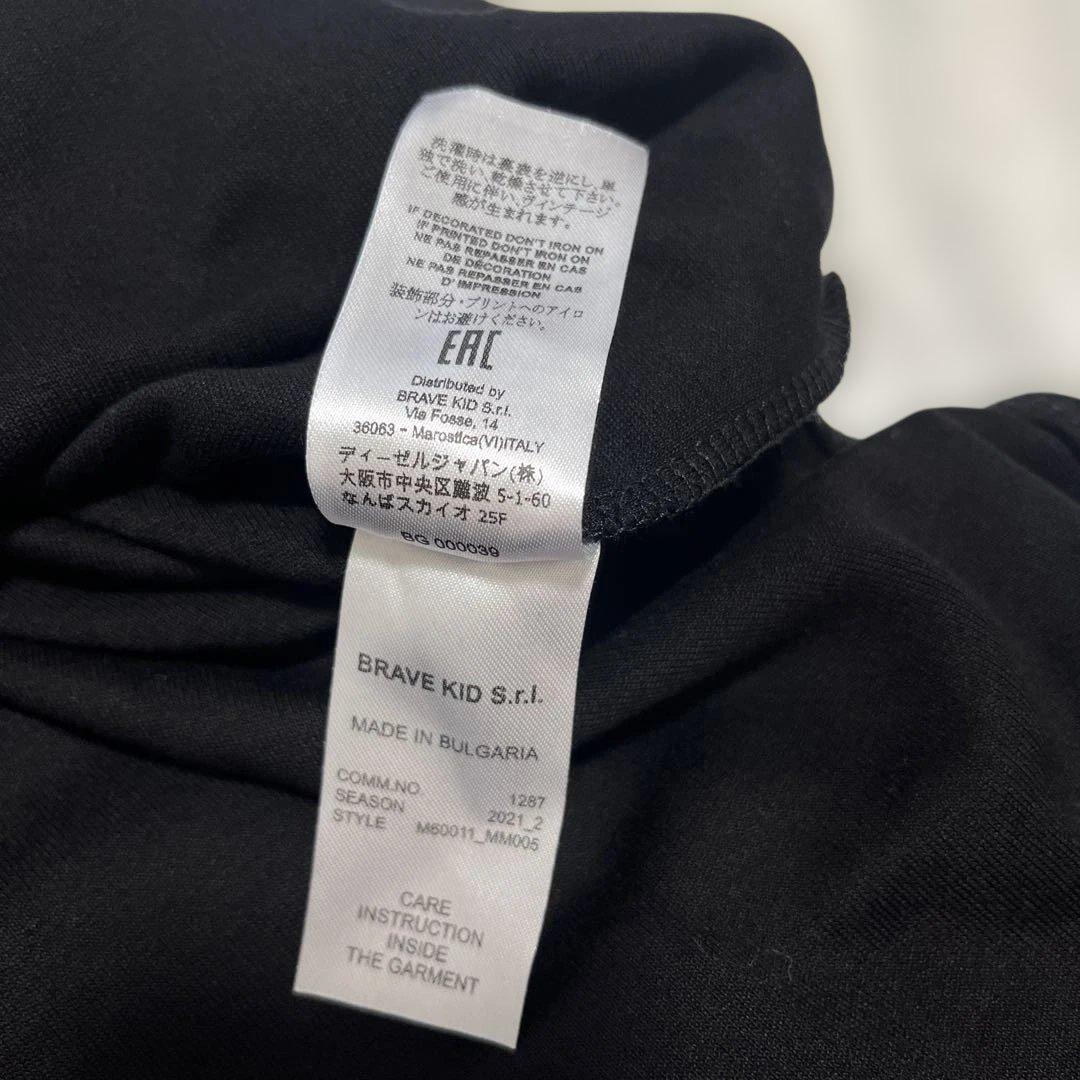 洗濯時は裏表を逆にし、単
独で洗い、乾燥させて下さい。
ご使用に伴い、ヴィンテージ
感が生まれます。
IF DECORATED DON'T IRON ON
IF PRINTED DON'T IRON ON
NE PAS REPASSER EN CAS
DE DÉCORATION
NE PAS REPASSER EN CAS
D'IMPRESSION
装飾部分・プリントへのアイロ
ンはお避けください。
EAC
Distributed by
BRAVE KID S.r.l.
Via Fosse, 14
36063 - Marostica(VI)ITALY
ディーゼルジャパン(株)
大阪市中央区難波 5-1-60
なんばスカイオ 25F
BG 000039
BRAVE KID S.r.l.
MADE IN BULGARIA
COMM.NO. 1287
SEASON 2021_2
STYLE M60011_MM005
CARE
INSTRUCTION
INSIDE
THE GARMENT